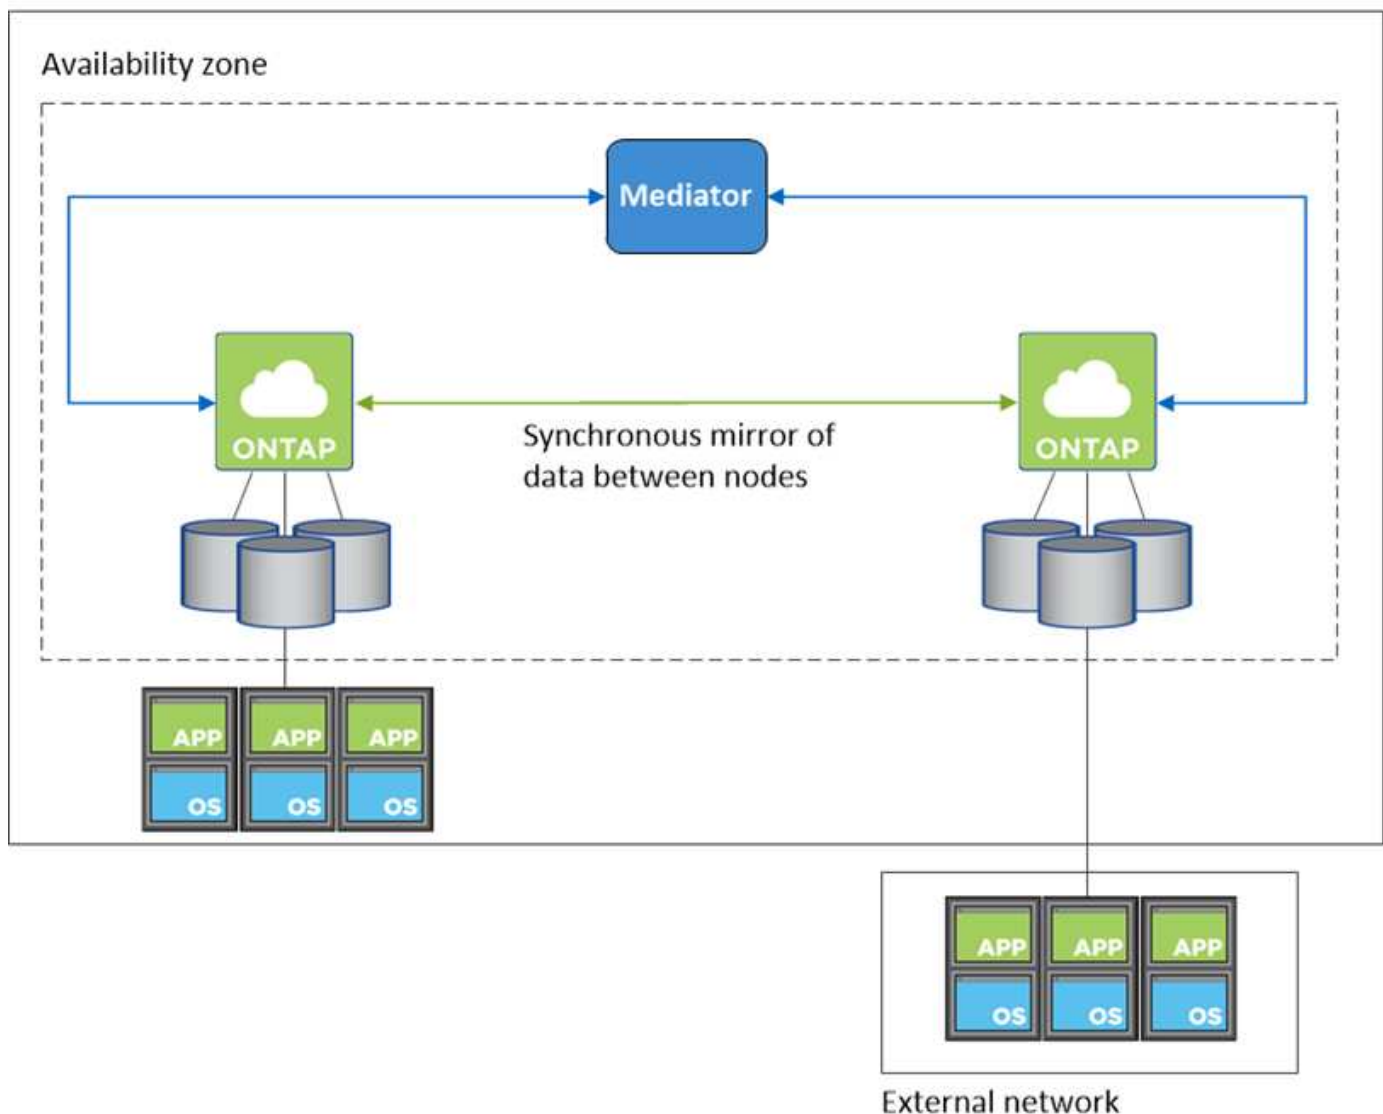 Availability zone
Mediator
ONTAP
ONTAP
Synchronous mirror of
data between nodes
APP APP APP
OS OS OS
APP APP APP
OS OS OS
External network